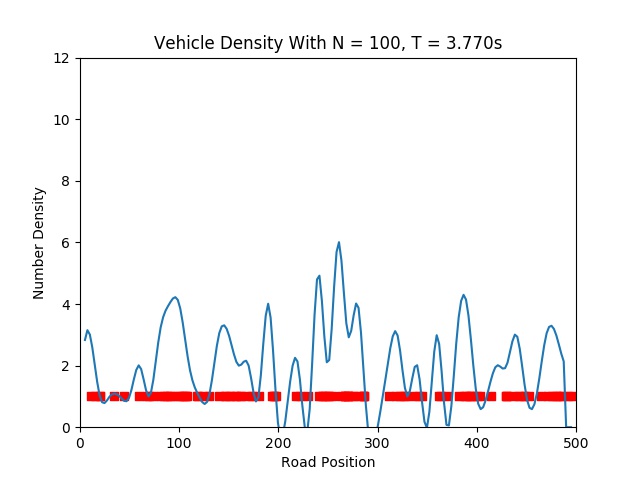 Vehicle Density With N = 100, T = 3.770s
12
10
8
6
4
2
0
Number Density
0 100 200 300 400 500
Road Position